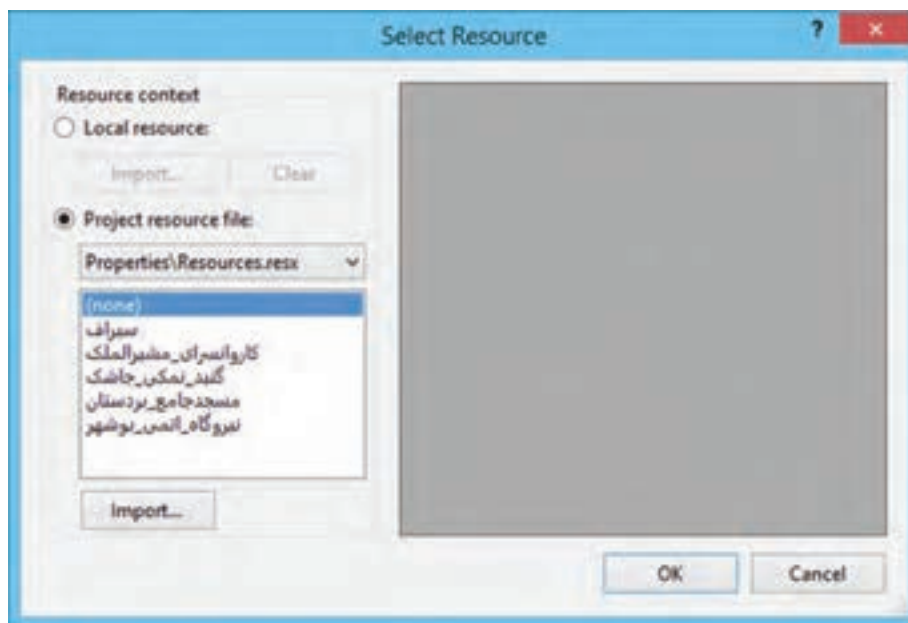 Select Resource
?
Resource context
Local resource:
Import...
Clear
Project resource file:
Properties\Resources.resx
(none)
سیراف
کاروانسرای_مشیرالملک
گنبد_نمکی_جاشک
مسجدجامع_بردستان
نیروگاه_اتمی_بوشهر
Import...
OK
Cancel